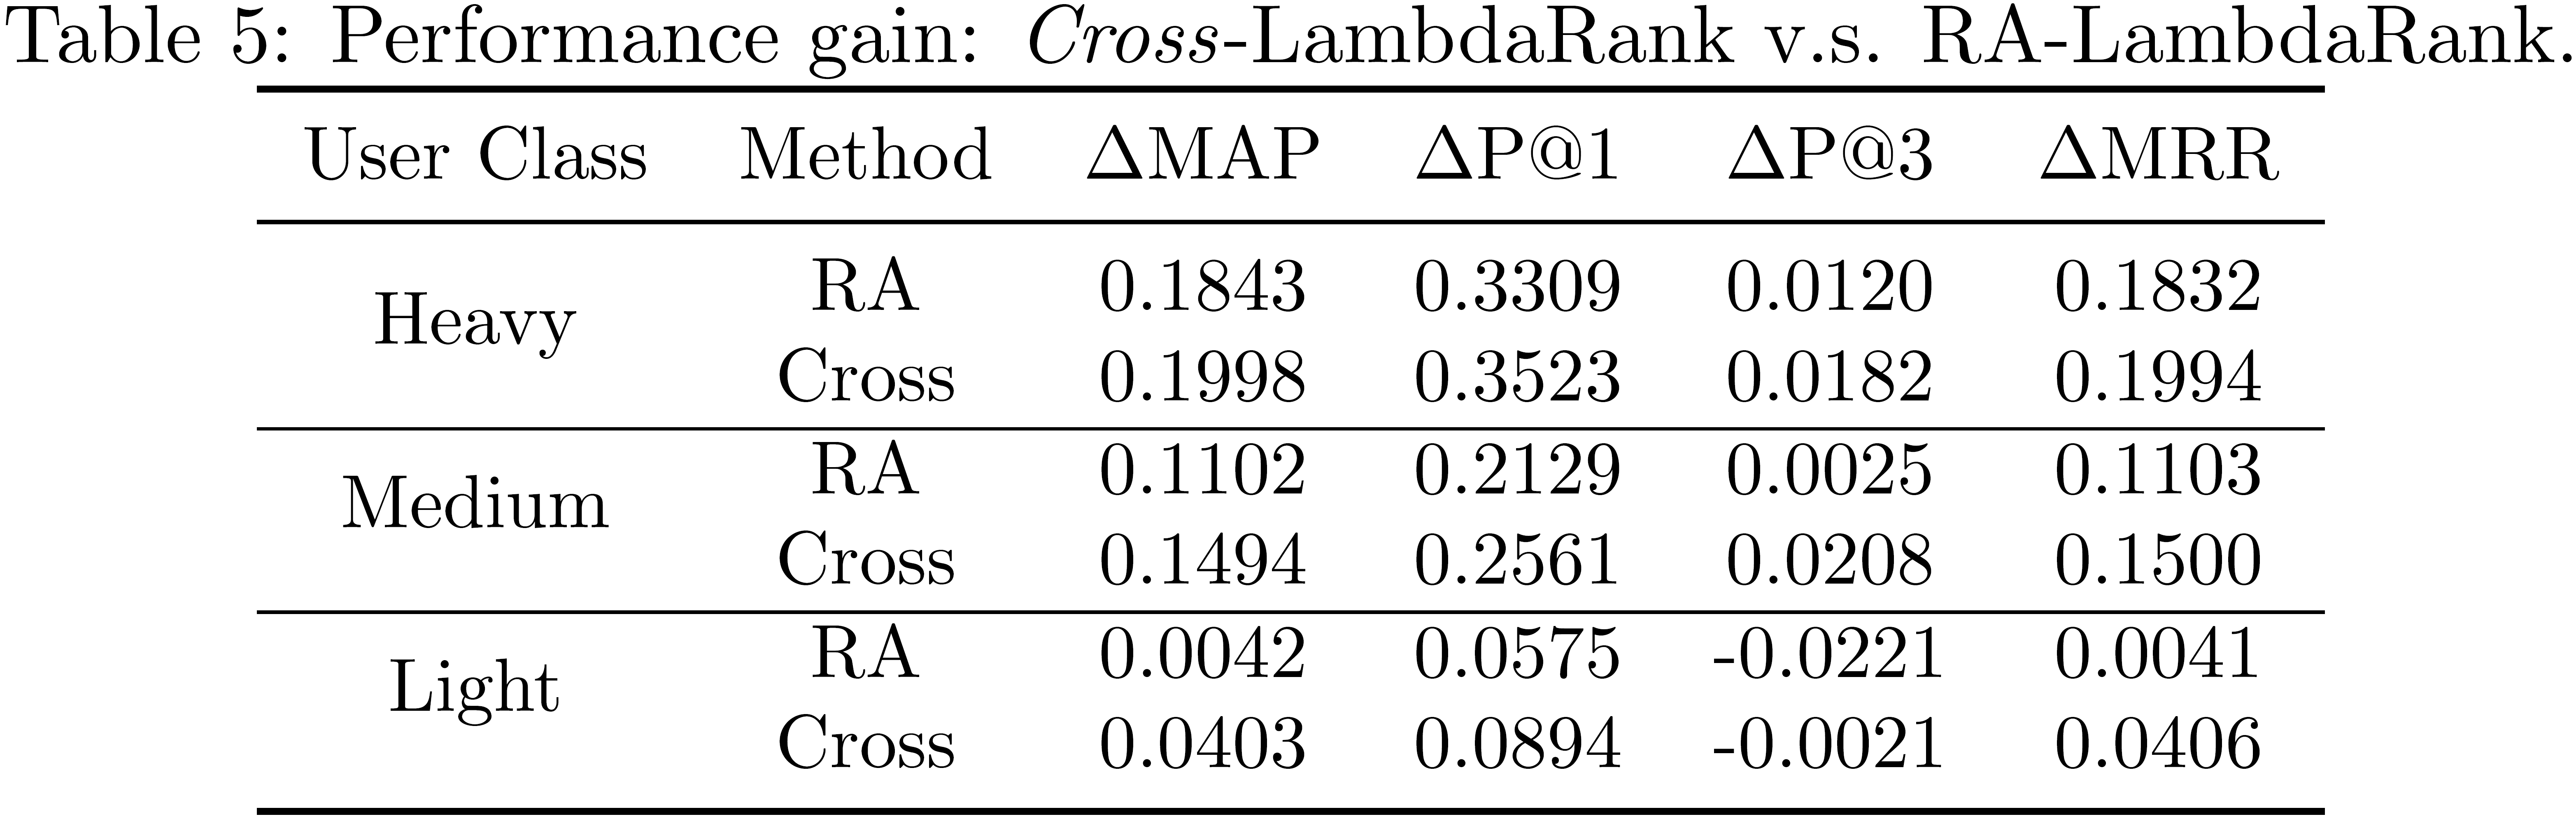 Table 5: Performance gain: Cross-LambdaRank v.s. RA-LambdaRank.
User Class Method ΔMAP ΔP@1 ΔP@3 ΔMRR
Heavy
RA 0.1843 0.3309 0.0120 0.1832
Cross 0.1998 0.3523 0.0182 0.1994
Medium
RA 0.1102 0.2129 0.0025 0.1103
Cross 0.1494 0.2561 0.0208 0.1500
Light
RA 0.0042 0.0575 -0.0221 0.0041
Cross 0.0403 0.0894 -0.0021 0.0406